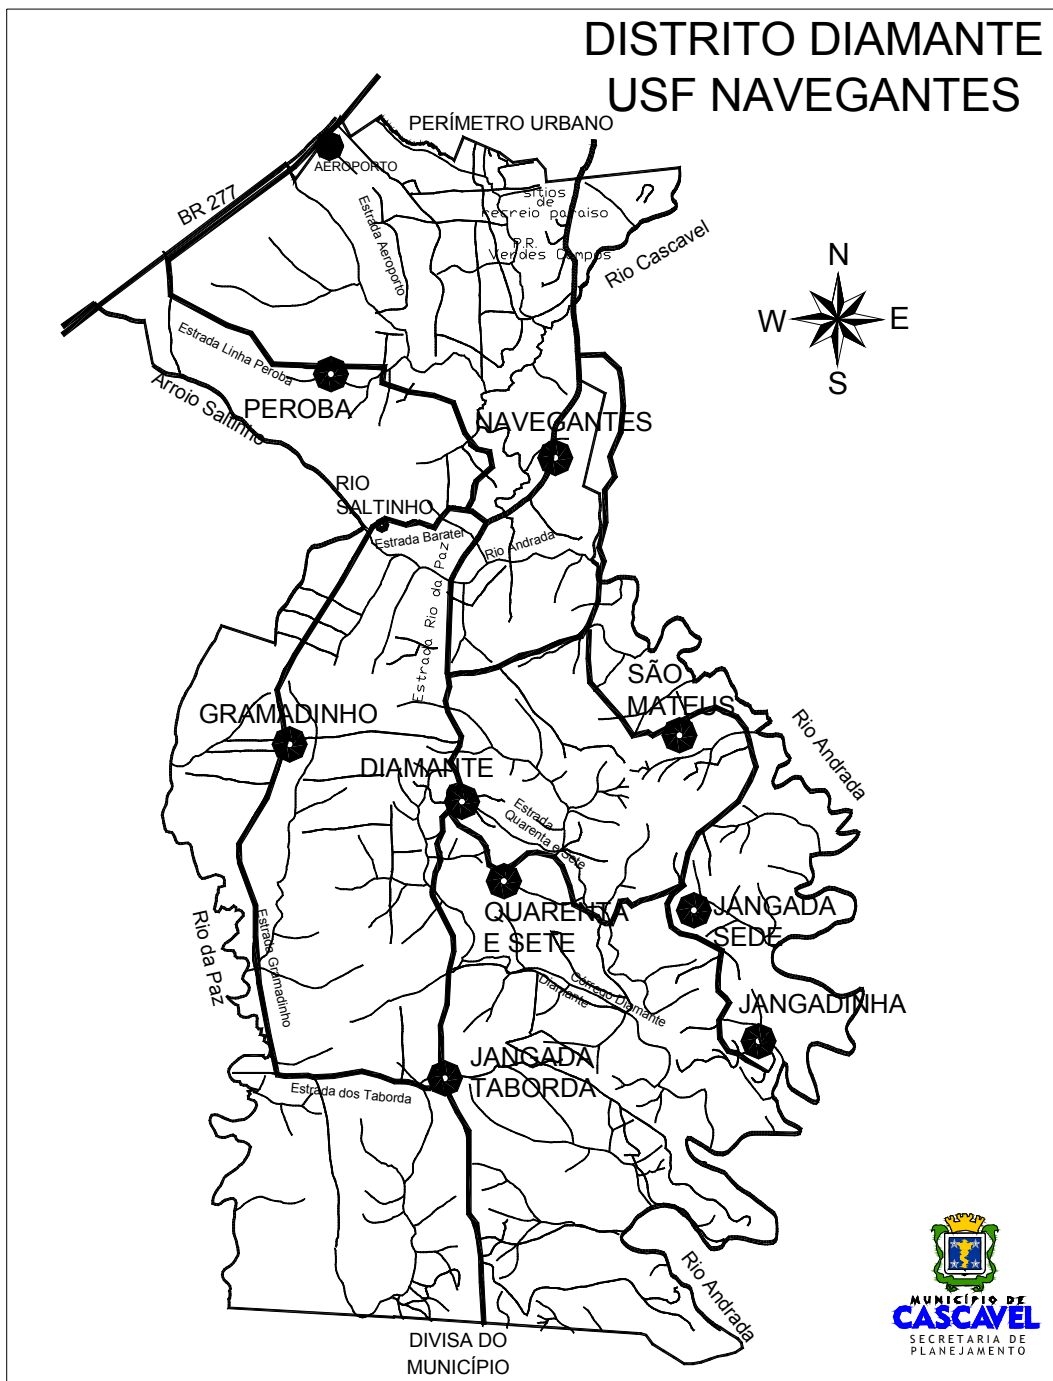 DISTRITO DIAMANTE
USF NAVEGANTES
PERÍMETRO URBANO
AEROPORTO
BR 277
Estrada Aeroporto
sítios
de
recreio paraiso
P.R.
Verdes Campos
Rio Cascavel
N
W
E
S
Estrada Linha Peroba
Arroio Saltinho
PEROBA
NAVEGANTES
RIO
SALTINHO
Estrada Baratel
Rio Andrada
Estrada Rio da Paz
SÃO
MATEUS
GRAMADINHO
Rio Andrada
DIAMANTE
Estrada
Quarenta e Sete
QUARENTA
E SETE
JANGADA
SEDE
Rio da Paz
Estrada Gramadinho
Córrego Diamante
Diamante
JANGADINHA
JANGADA
TABORDA
Estrada dos Taborda
Rio Andrada
DIVISA DO
MUNICÍPIO
MUNICÍPIO DE
CASCAVEL
SECRETARIA DE
PLANEJAMENTO